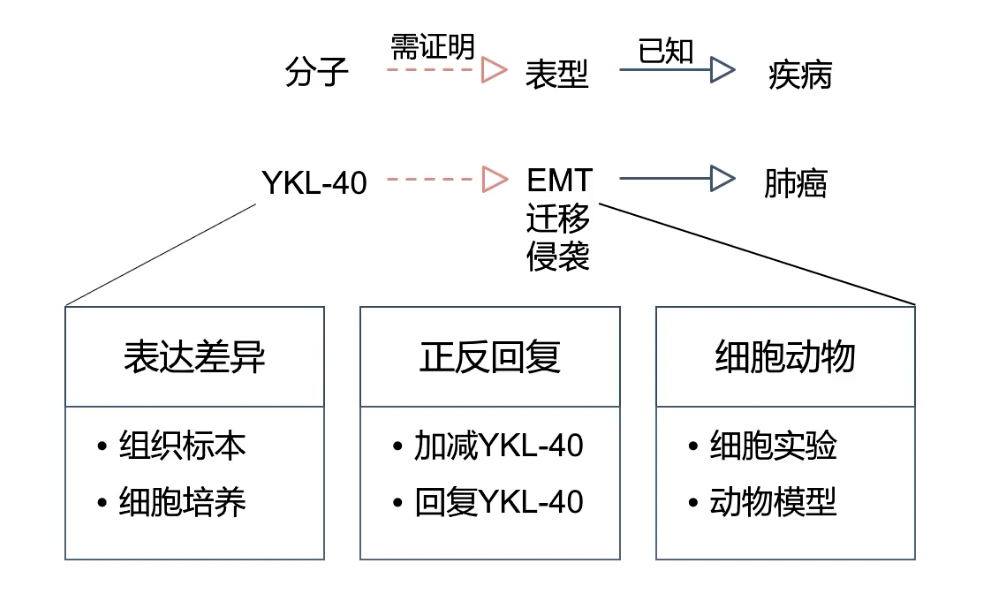 分子 需证明 表型 已知 疾病
YKL-40 EMT 肺癌
迁移
侵袭
表达差异
• 组织标本
• 细胞培养
正反回复
• 加减YKL-40
• 回复YKL-40
细胞动物
• 细胞实验
• 动物模型